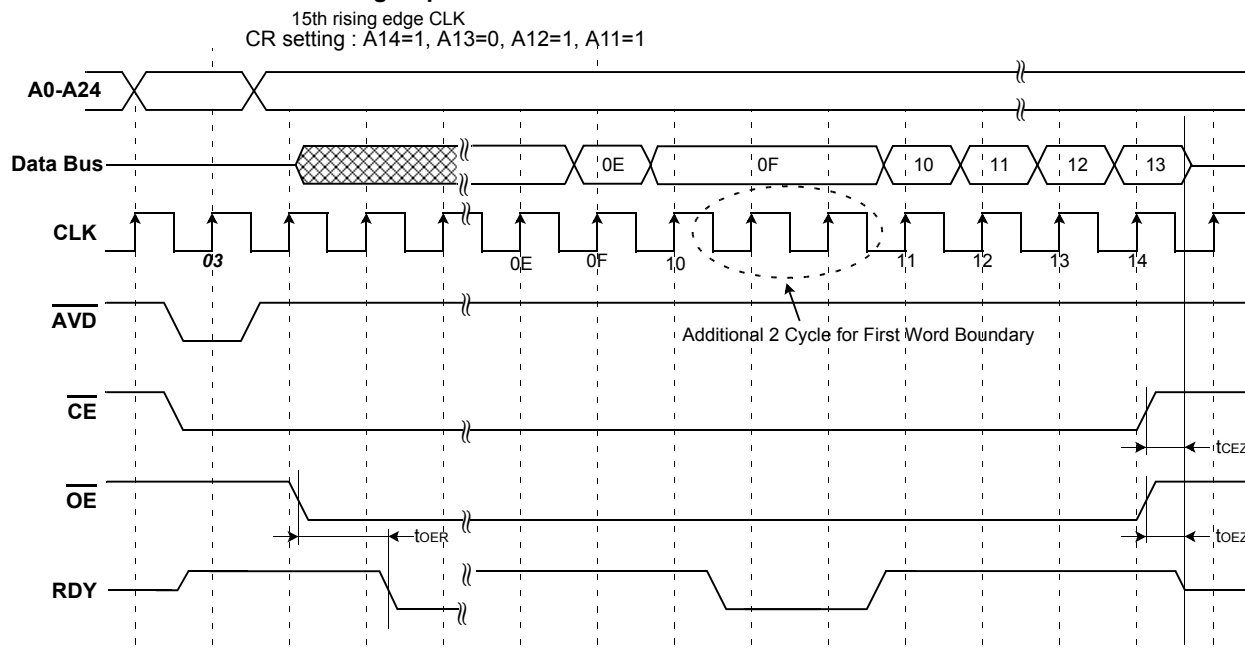 15th rising edge CLK
CR setting : A14=1, A13=0, A12=1, A11=1
A0-A24
Data Bus
0E 0F 10 11 12 13
CLK
03 0E 0F 10 11 12 13 14
AVD
Additional 2 Cycle for First Word Boundary
CE
tCEZ
OE
tOER
tOEZ
RDY